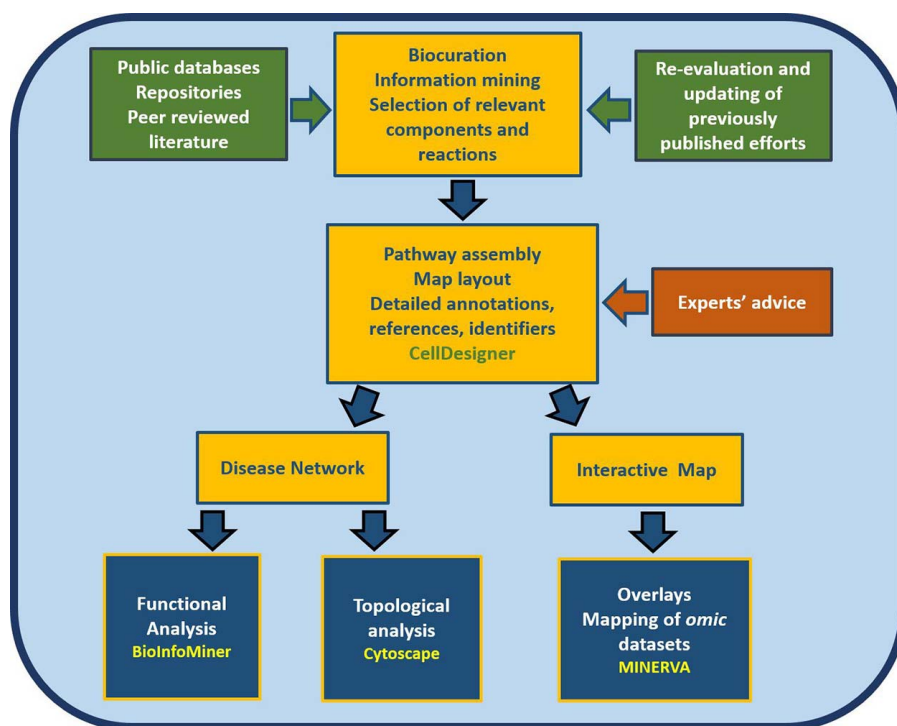 Public databases
Repositories
Peer reviewed
literature
Biocuration
Information mining
Selection of relevant
components and
reactions
Re-evaluation and
updating of
previously
published efforts
Pathway assembly
Map layout
Detailed annotations,
references, identifiers
CellDesigner
Experts’ advice
Disease Network
Interactive Map
Functional
Analysis
BioInfoMiner
Topological
analysis
Cytoscape
Overlays
Mapping of omic
datasets
MINERVA